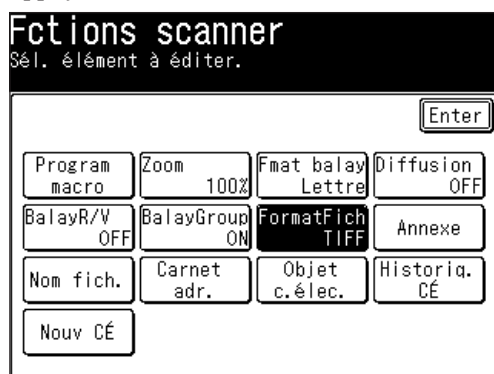 Fctions scanner
Sél. élément à éditer.
Enter
Program macro
Zoom 100%
Fmat balay Lettre
Diffusion OFF
BalayR/V OFF
BalayGroup ON
FormatFich TIFF
Annexe
Nom fich.
Carnet adr.
Objet c.élec.
Historiq. CÉ
Nouv CÉ